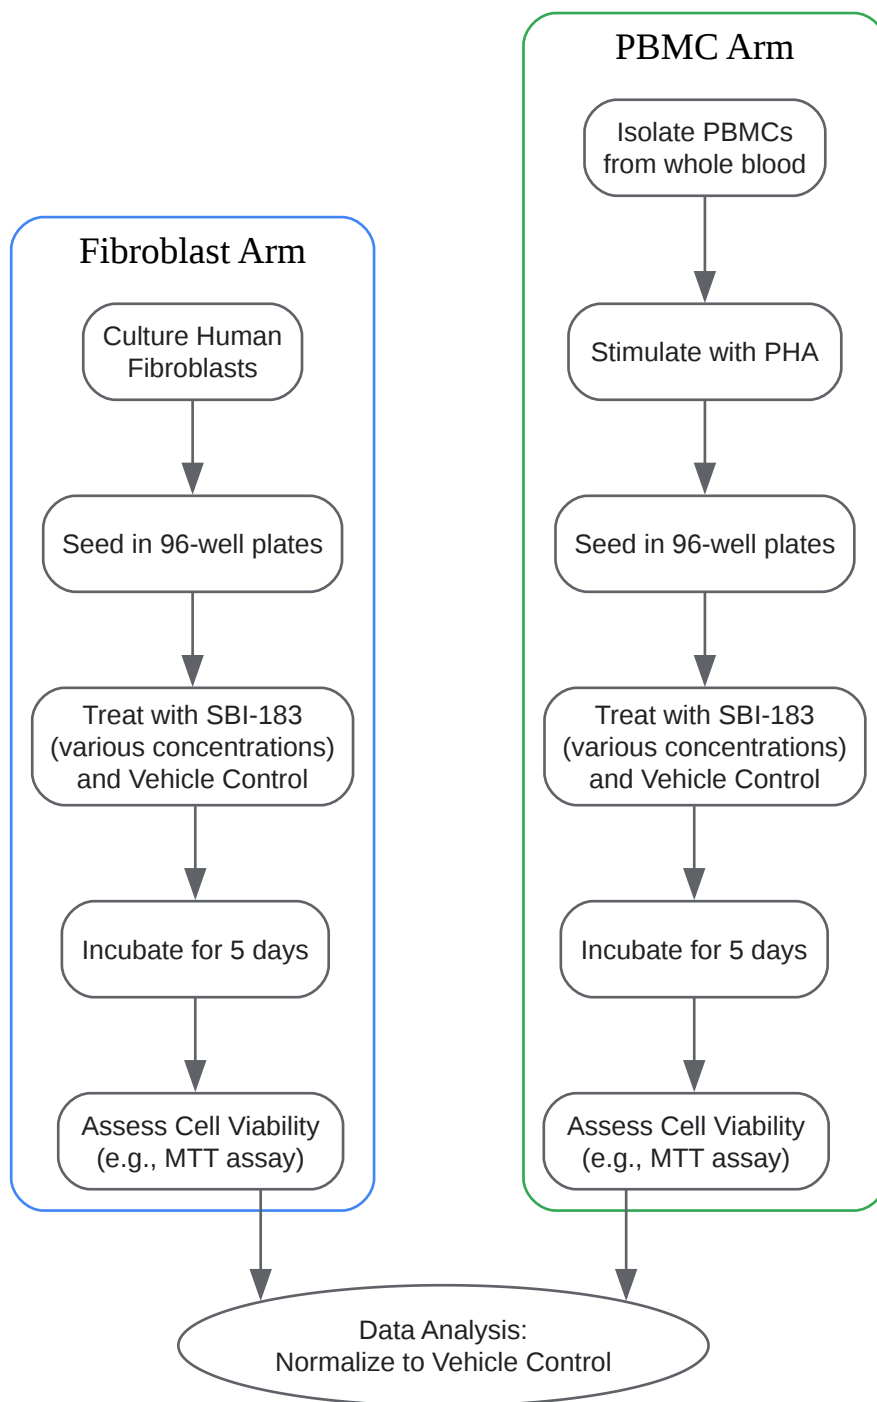 Fibroblast Arm
Culture Human
Fibroblasts
Seed in 96-well plates
Treat with SBI-183
(various concentrations)
and Vehicle Control
Incubate for 5 days
Assess Cell Viability
(e.g., MTT assay)
PBMC Arm
Isolate PBMCs
from whole blood
Stimulate with PHA
Seed in 96-well plates
Treat with SBI-183
(various concentrations)
and Vehicle Control
Incubate for 5 days
Assess Cell Viability
(e.g., MTT assay)
Data Analysis:
Normalize to Vehicle Control